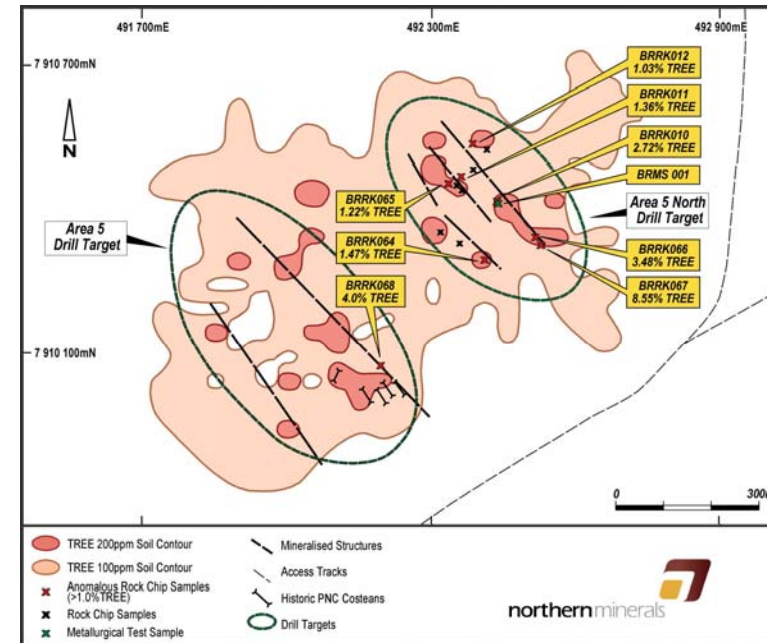 491 700mE
492 300mE
492 900mE
7 910 700mN
7 910 100mN
N
BRRK012
1.03% TREE
BRRK011
1.36% TREE
BRRK010
2.72% TREE
BRMS 001
BRRK065
1.22% TREE
Area 5 North
Drill Target
Area 5
Drill Target
BRRK064
1.47% TREE
BRRK066
3.48% TREE
BRRK068
4.0% TREE
BRRK067
8.55% TREE
0
300
TREE 200ppm Soil Contour
TREE 100ppm Soil Contour
Anomalous Rock Chip Samples
(>1.0%TREE)
Rock Chip Samples
Metallurgical Test Sample
Mineralised Structures
Access Tracks
Historic PNC Costeans
Drill Targets
northernminerals